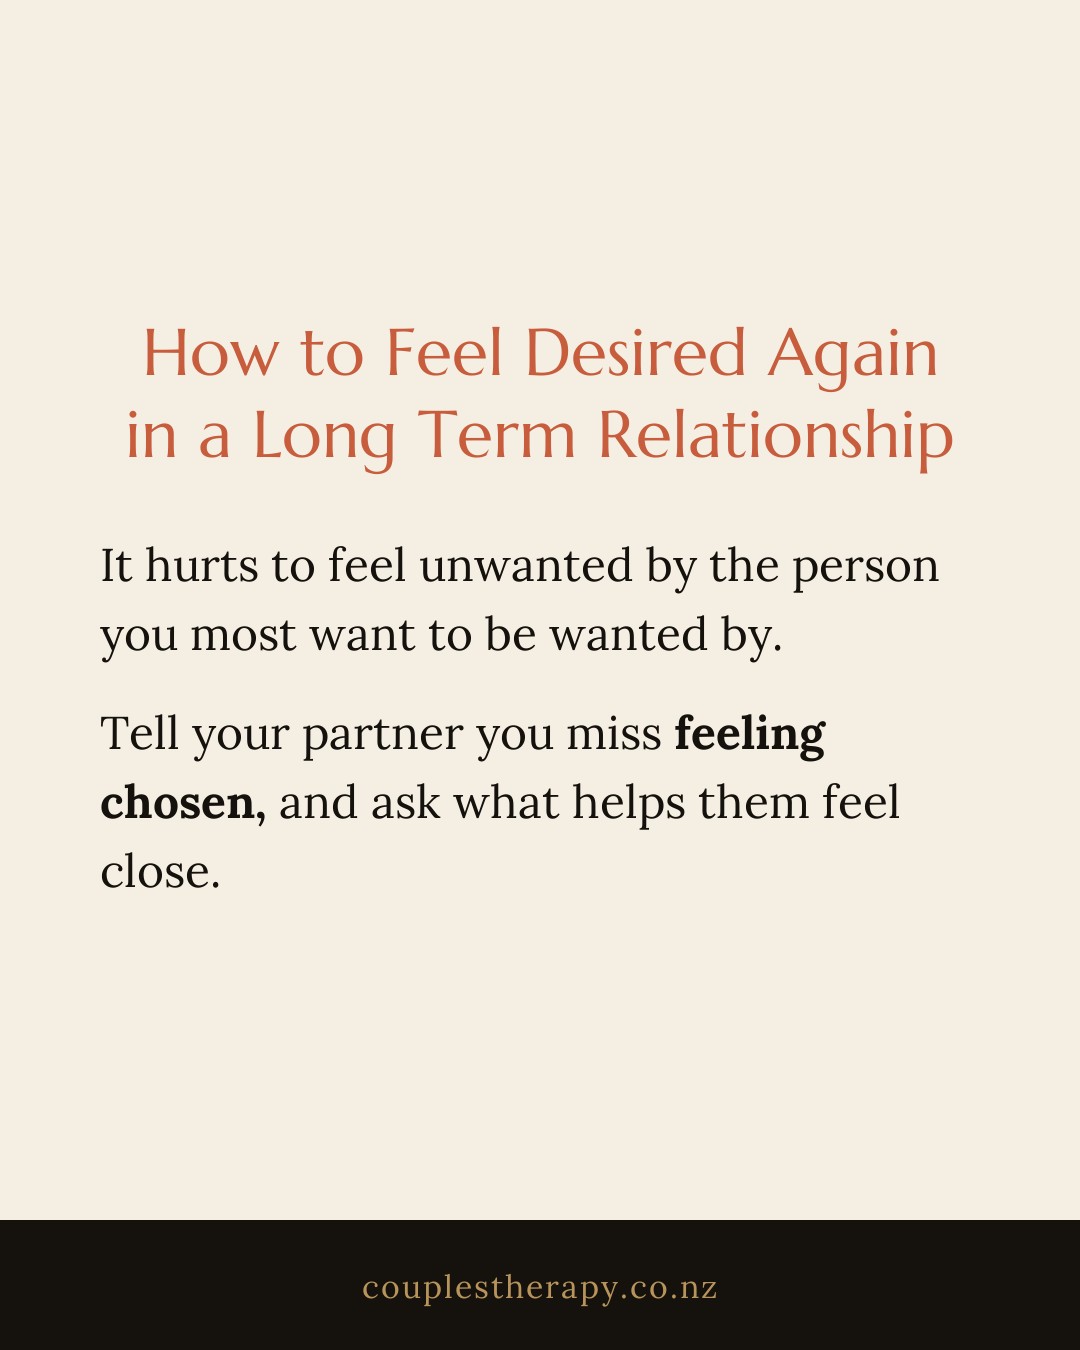 How to Feel Desired Again
in a Long Term Relationship
It hurts to feel unwanted by the person
you most want to be wanted by.
Tell your partner you miss feeling
chosen, and ask what helps them feel
close.
couplestherapy.co.nz